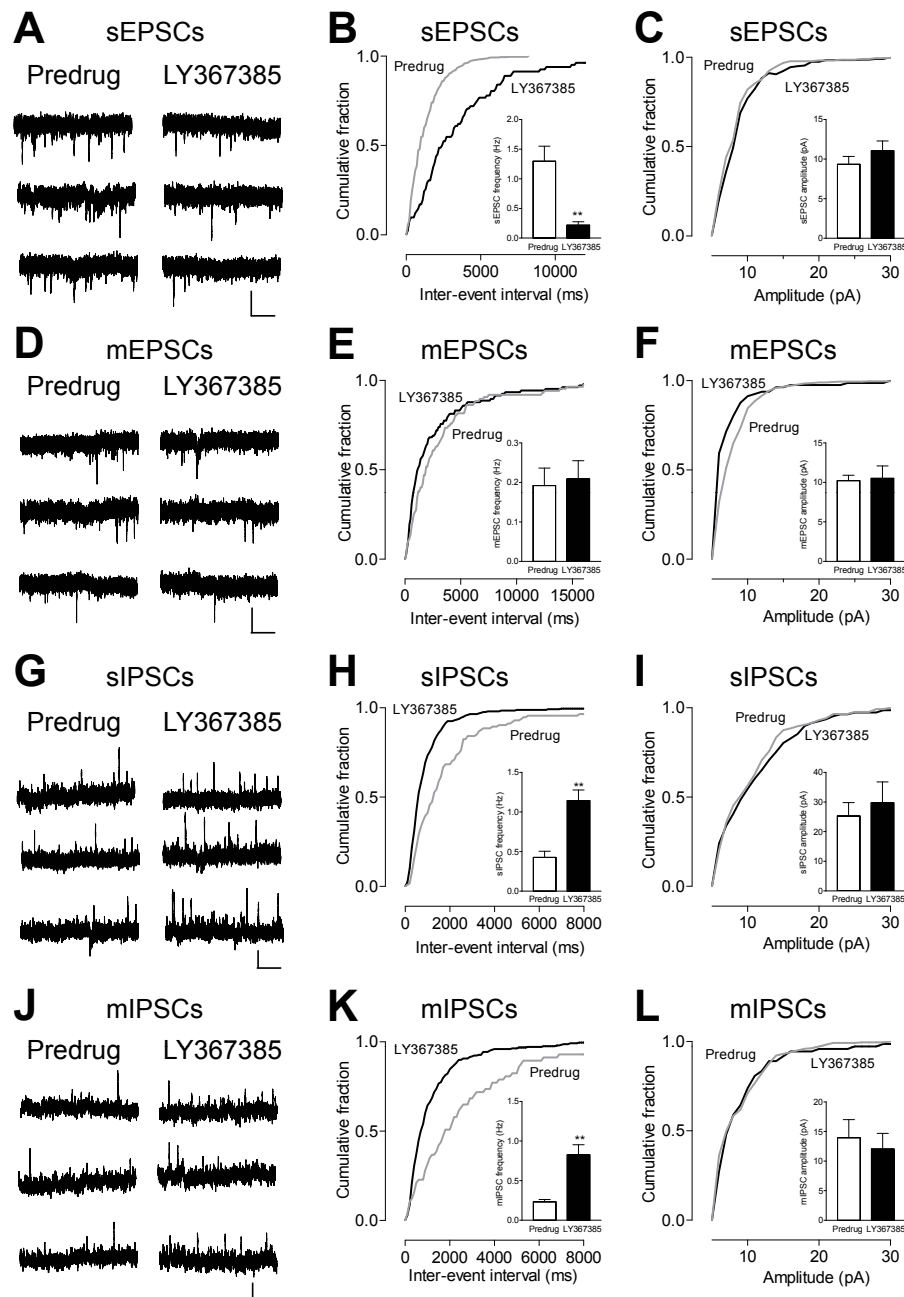 A
sEPSCs
Predrug
LY367385
B
sEPSCs
Cumulative fraction
1.0
0.5
0.0
Predrug
LY367385
sEPSC frequency (Hz)
2.0
1.5
1.0
0.5
0.0
Predrug LY367385
**
0 5000 10000
Inter-event interval (ms)
C
sEPSCs
Cumulative fraction
1.0
0.5
0.0
Predrug
LY367385
sEPSC amplitude (pA)
15
10
5
0
Predrug LY367385
10 20 30
Amplitude (pA)
D
mEPSCs
Predrug
LY367385
E
mEPSCs
Cumulative fraction
1.0
0.5
0.0
LY367385
Predrug
mEPSC frequency (Hz)
0.3
0.2
0.1
0.0
Predrug LY367385
0 5000 10000 15000
Inter-event interval (ms)
F
mEPSCs
Cumulative fraction
1.0
0.5
0.0
LY367385
Predrug
mEPSC amplitude (pA)
15
10
5
0
Predrug LY367385
10 20 30
Amplitude (pA)
G
sIPSCs
Predrug
LY367385
H
sIPSCs
Cumulative fraction
1.0
0.5
0.0
LY367385
Predrug
sIPSC frequency (Hz)
1.5
1.0
0.5
0.0
**
Predrug LY367385
0 2000 4000 6000 8000
Inter-event interval (ms)
I
sIPSCs
Cumulative fraction
1.0
0.5
0.0
Predrug
LY367385
sIPSC amplitude (pA)
40
30
20
10
0
Predrug LY367385
10 20 30
Amplitude (pA)
J
mIPSCs
Predrug
LY367385
K
mIPSCs
Cumulative fraction
1.0
0.5
0.0
LY367385
Predrug
mIPSC frequency (Hz)
1.5
1.0
0.5
0.0
**
Predrug LY367385
0 2000 4000 6000 8000
Inter-event interval (ms)
L
mIPSCs
Cumulative fraction
1.0
0.5
0.0
Predrug
LY367385
mIPSC amplitude (pA)
20
15
10
5
0
Predrug LY367385
10 20 30
Amplitude (pA)